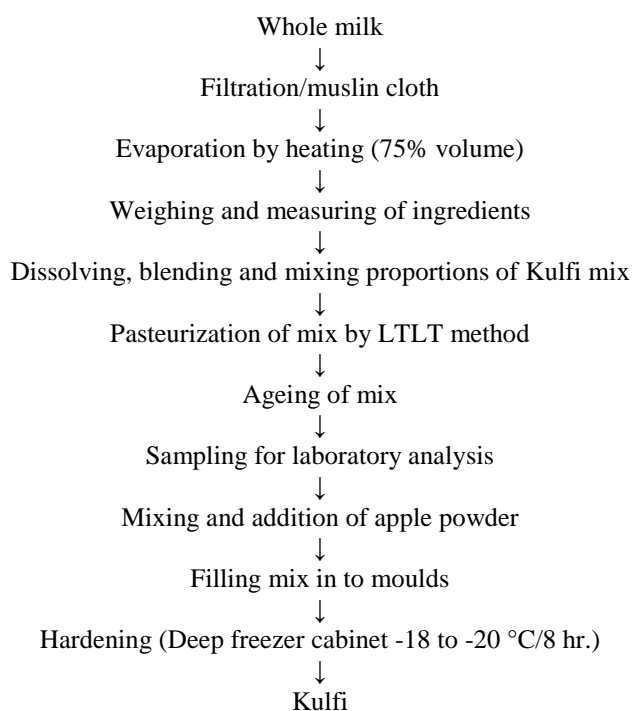 Whole milk
↓
Filtration/muslin cloth
↓
Evaporation by heating (75% volume)
↓
Weighing and measuring of ingredients
↓
Dissolving, blending and mixing proportions of Kulfi mix
↓
Pasteurization of mix by LTLT method
↓
Ageing of mix
↓
Sampling for laboratory analysis
↓
Mixing and addition of apple powder
↓
Filling mix in to moulds
↓
Hardening (Deep freezer cabinet -18 to -20 °C/8 hr.)
↓
Kulfi